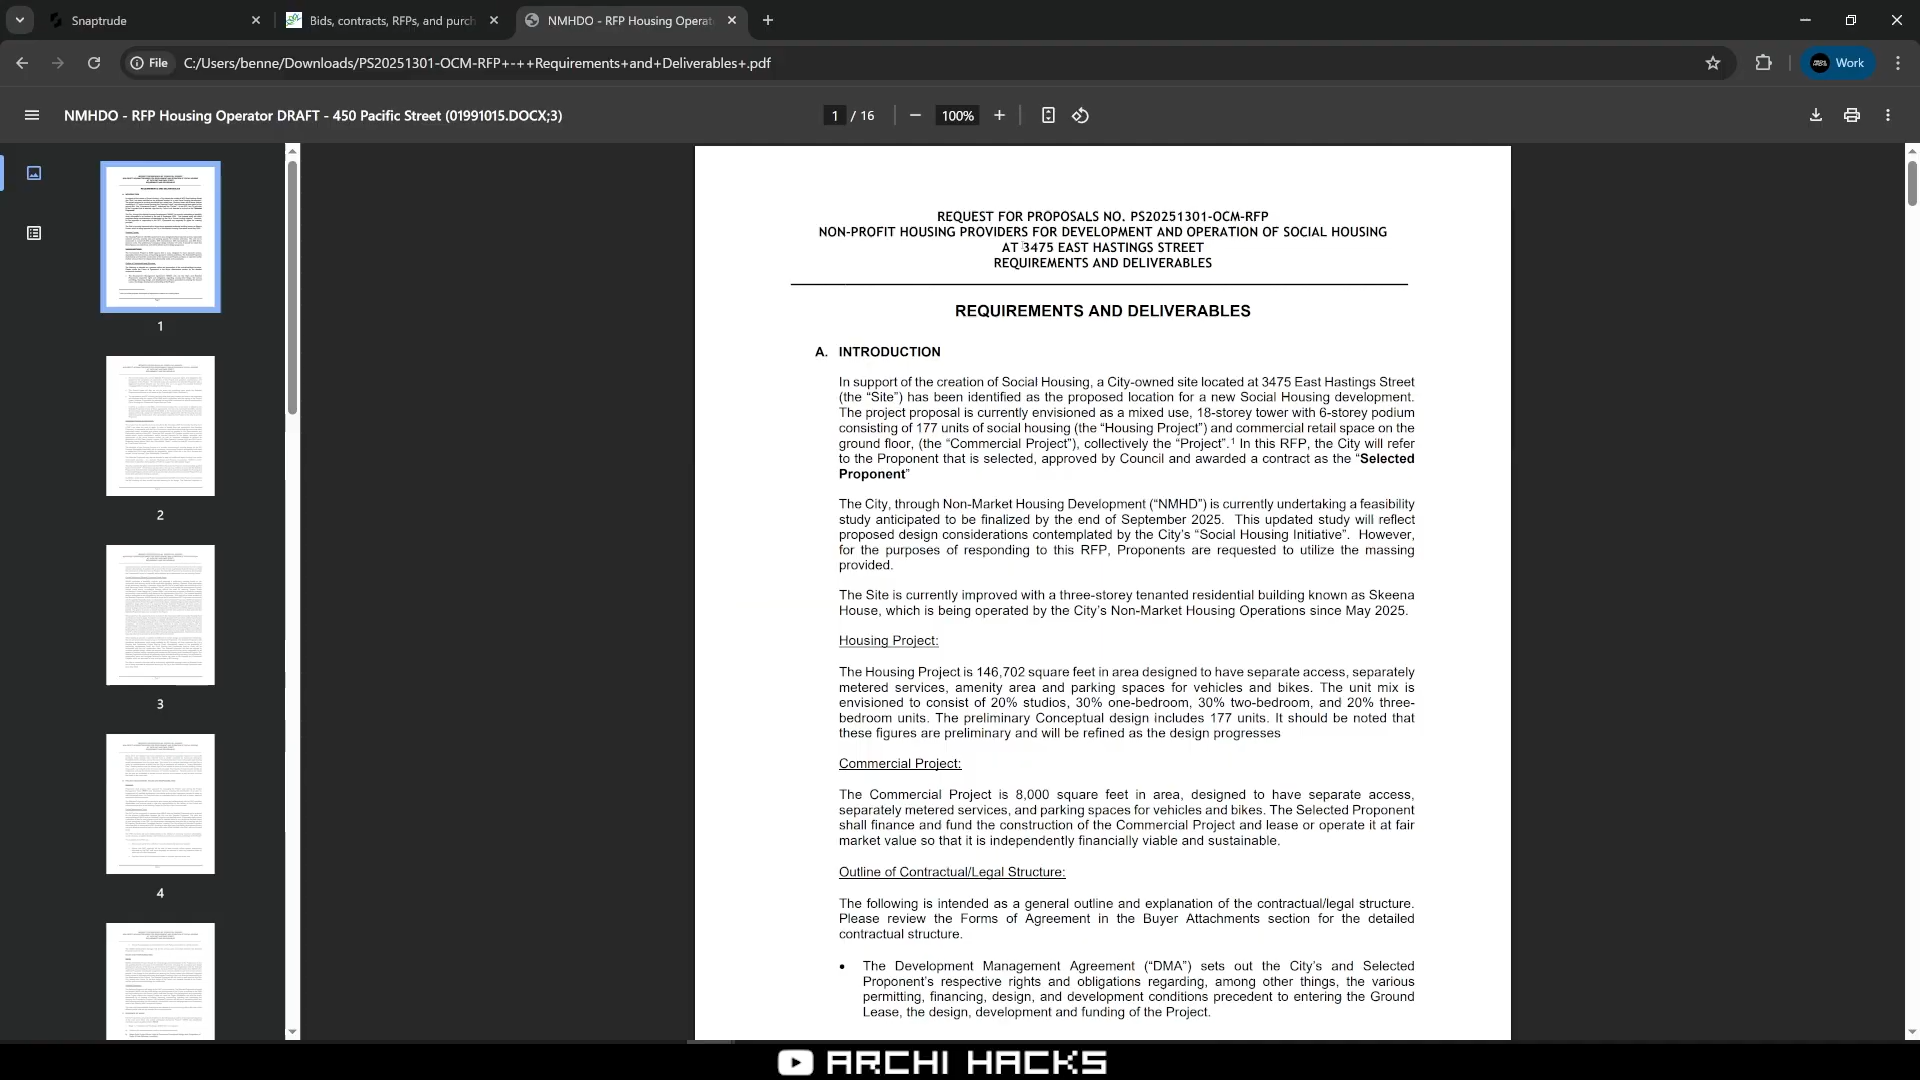 Snaptrude
Bids, contracts, RFPs, and purch
NMHDO - RFP Housing Operat
File
C:/Users/benne/Downloads/PS20251301-OCM-RFP+-++Requirements+and+Deliverables+.pdf
Work
NMHDO - RFP Housing Operator DRAFT - 450 Pacific Street (01991015.DOCX;3)
1 / 16
100%
1
2
3
4
REQUEST FOR PROPOSALS NO. PS20251301-OCM-RFP
NON-PROFIT HOUSING PROVIDERS FOR DEVELOPMENT AND OPERATION OF SOCIAL HOUSING
AT 3475 EAST HASTINGS STREET
REQUIREMENTS AND DELIVERABLES
REQUIREMENTS AND DELIVERABLES
A. INTRODUCTION
In support of the creation of Social Housing, a City-owned site located at 3475 East Hastings Street
(the “Site”) has been identified as the proposed location for a new Social Housing development.
The project proposal is currently envisioned as a mixed use, 18-storey tower with 6-storey podium
consisting of 177 units of social housing (the “Housing Project”) and commercial retail space on the
ground floor, (the “Commercial Project”), collectively the “Project”.¹ In this RFP, the City will refer
to the Proponent that is selected, approved by Council and awarded a contract as the “Selected
Proponent”
The City, through Non-Market Housing Development (“NMHD”) is currently undertaking a feasibility
study anticipated to be finalized by the end of September 2025. This updated study will reflect
proposed design considerations contemplated by the City’s “Social Housing Initiative”. However,
for the purposes of responding to this RFP, Proponents are requested to utilize the massing
provided.
The Site is currently improved with a three-storey tenanted residential building known as Skeena
House, which is being operated by the City’s Non-Market Housing Operations since May 2025.
Housing Project:
The Housing Project is 146,702 square feet in area designed to have separate access, separately
metered services, amenity area and parking spaces for vehicles and bikes. The unit mix is
envisioned to consist of 20% studios, 30% one-bedroom, 30% two-bedroom, and 20% three-
bedroom units. The preliminary Conceptual design includes 177 units. It should be noted that
these figures are preliminary and will be refined as the design progresses
Commercial Project:
The Commercial Project is 8,000 square feet in area, designed to have separate access,
separately metered services, and parking spaces for vehicles and bikes. The Selected Proponent
shall finance and fund the construction of the Commercial Project and lease or operate it at fair
market value so that it is independently financially viable and sustainable.
Outline of Contractual/Legal Structure:
The following is intended as a general outline and explanation of the contractual/legal structure.
Please review the Forms of Agreement in the Buyer Attachments section for the detailed
contractual structure.
• The Development Management Agreement (“DMA”) sets out the City’s and Selected
Proponent’s respective rights and obligations regarding, among other things, the various
permitting, financing, design, and development conditions precedent to entering the Ground
Lease, the design, development and funding of the Project.
ARCHI HACKS